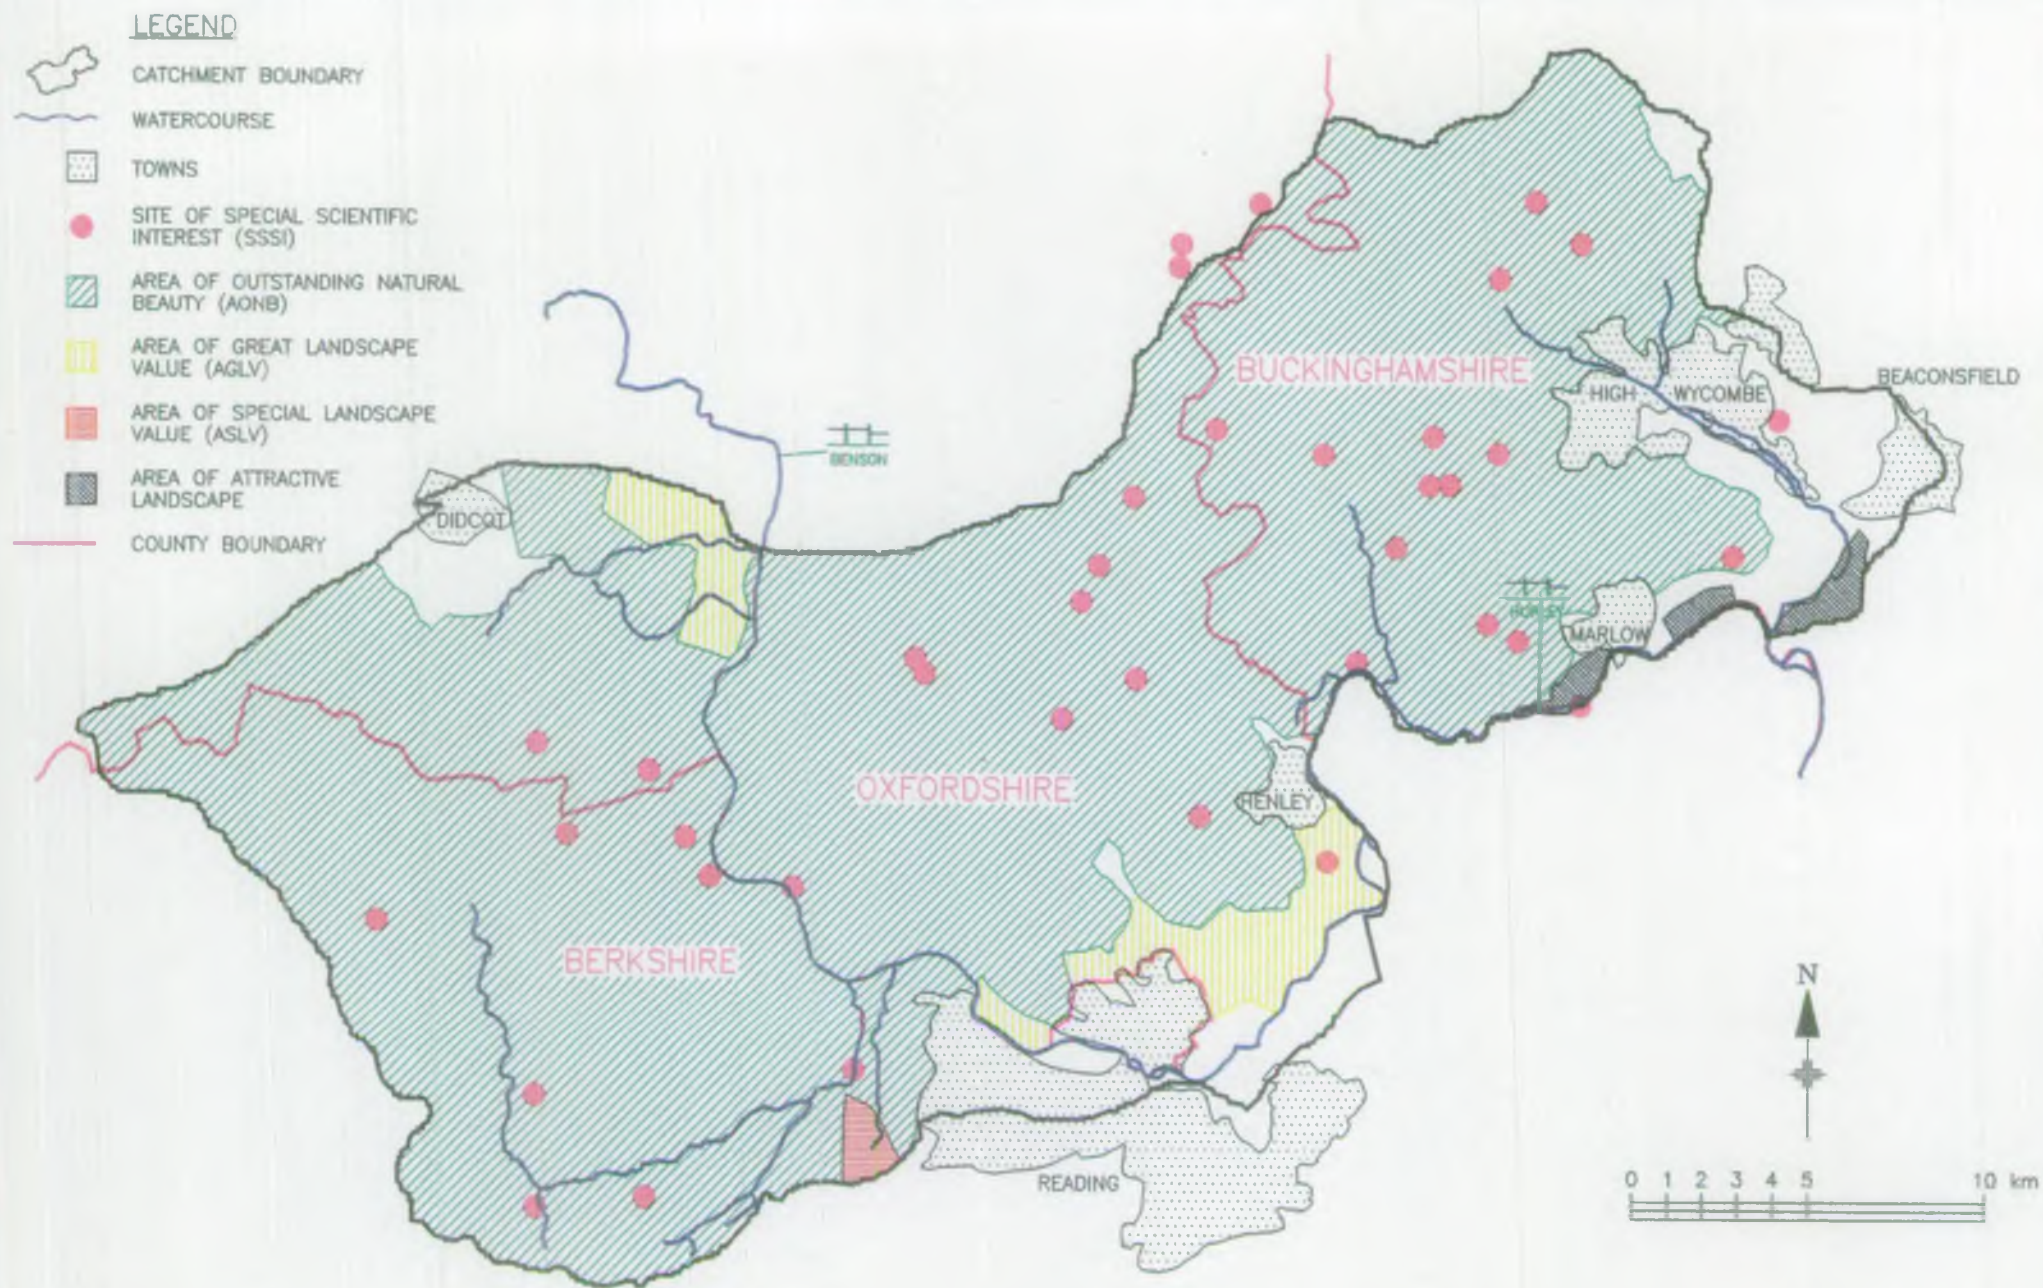 LEGEND
CATCHMENT BOUNDARY
WATERCOURSE
TOWNS
SITE OF SPECIAL SCIENTIFIC
INTEREST (SSSI)
AREA OF OUTSTANDING NATURAL
BEAUTY (AONB)
AREA OF GREAT LANDSCAPE
VALUE (AGLV)
AREA OF SPECIAL LANDSCAPE
VALUE (ASLV)
AREA OF ATTRACTIVE
LANDSCAPE
COUNTY BOUNDARY
BUCKINGHAMSHIRE
BEACONSFIELD
HIGH WYCOMBE
BENSON
DIDCOT
HURLEY
MARLOW
OXFORDSHIRE
HENLEY
BERKSHIRE
READING
N
0 1 2 3 4 5 10 km